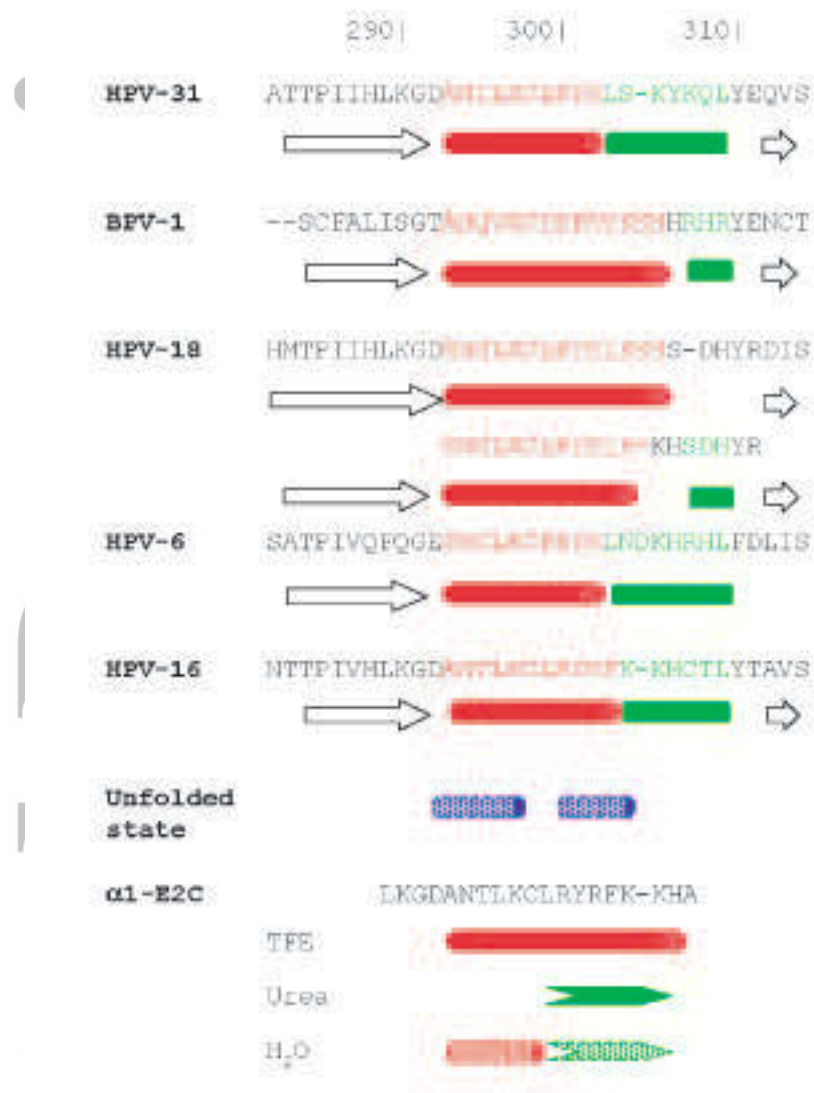 290| 300| 310|
HPV-31 ATTPIIHLKGD LS-KYKQLYEQVS
BPV-1 --SCFALISGT HRHRYENCT
HPV-18 HMTPIIHLKGD S-DHYRDIS
KHSDHYR
HPV-6 SATPIVQFQGE LNDKHRHLFDLIS
HPV-16 NTTPIVHLKGD K-KHCTLYTAVS
Unfolded
state
α1-E2C LKGDANTLKCLRYRFK-KHA
TFE
Urea
H₂O